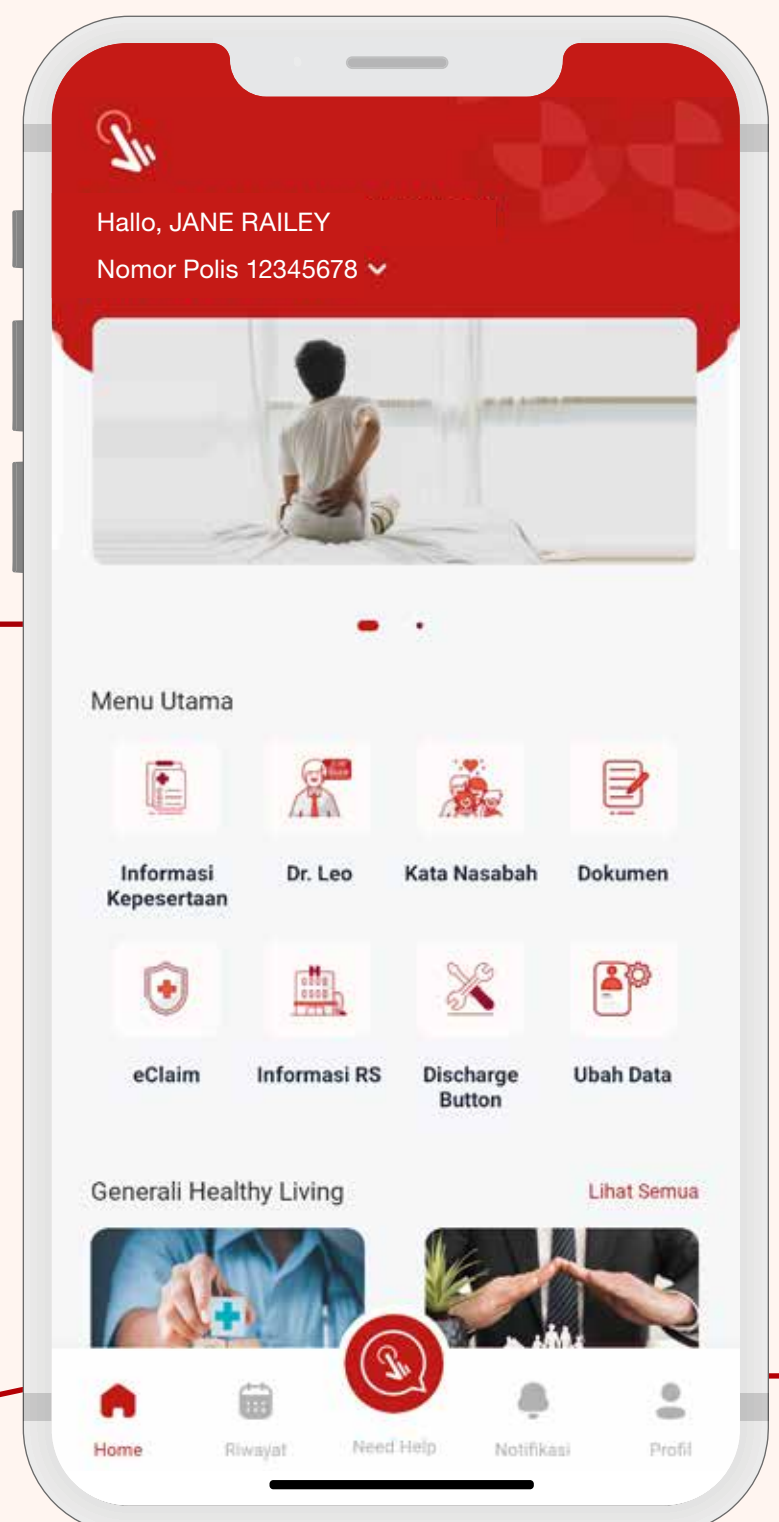 Hallo, JANE RAILEY
Nomor Polis 12345678
Menu Utama
Informasi
Kepesertaan
Dr. Leo
Kata Nasabah
Dokumen
eClaim
Informasi RS
Discharge
Button
Ubah Data
Generali Healthy Living
Lihat Semua
Home
Riwayat
Need Help
Notifikasi
Profil